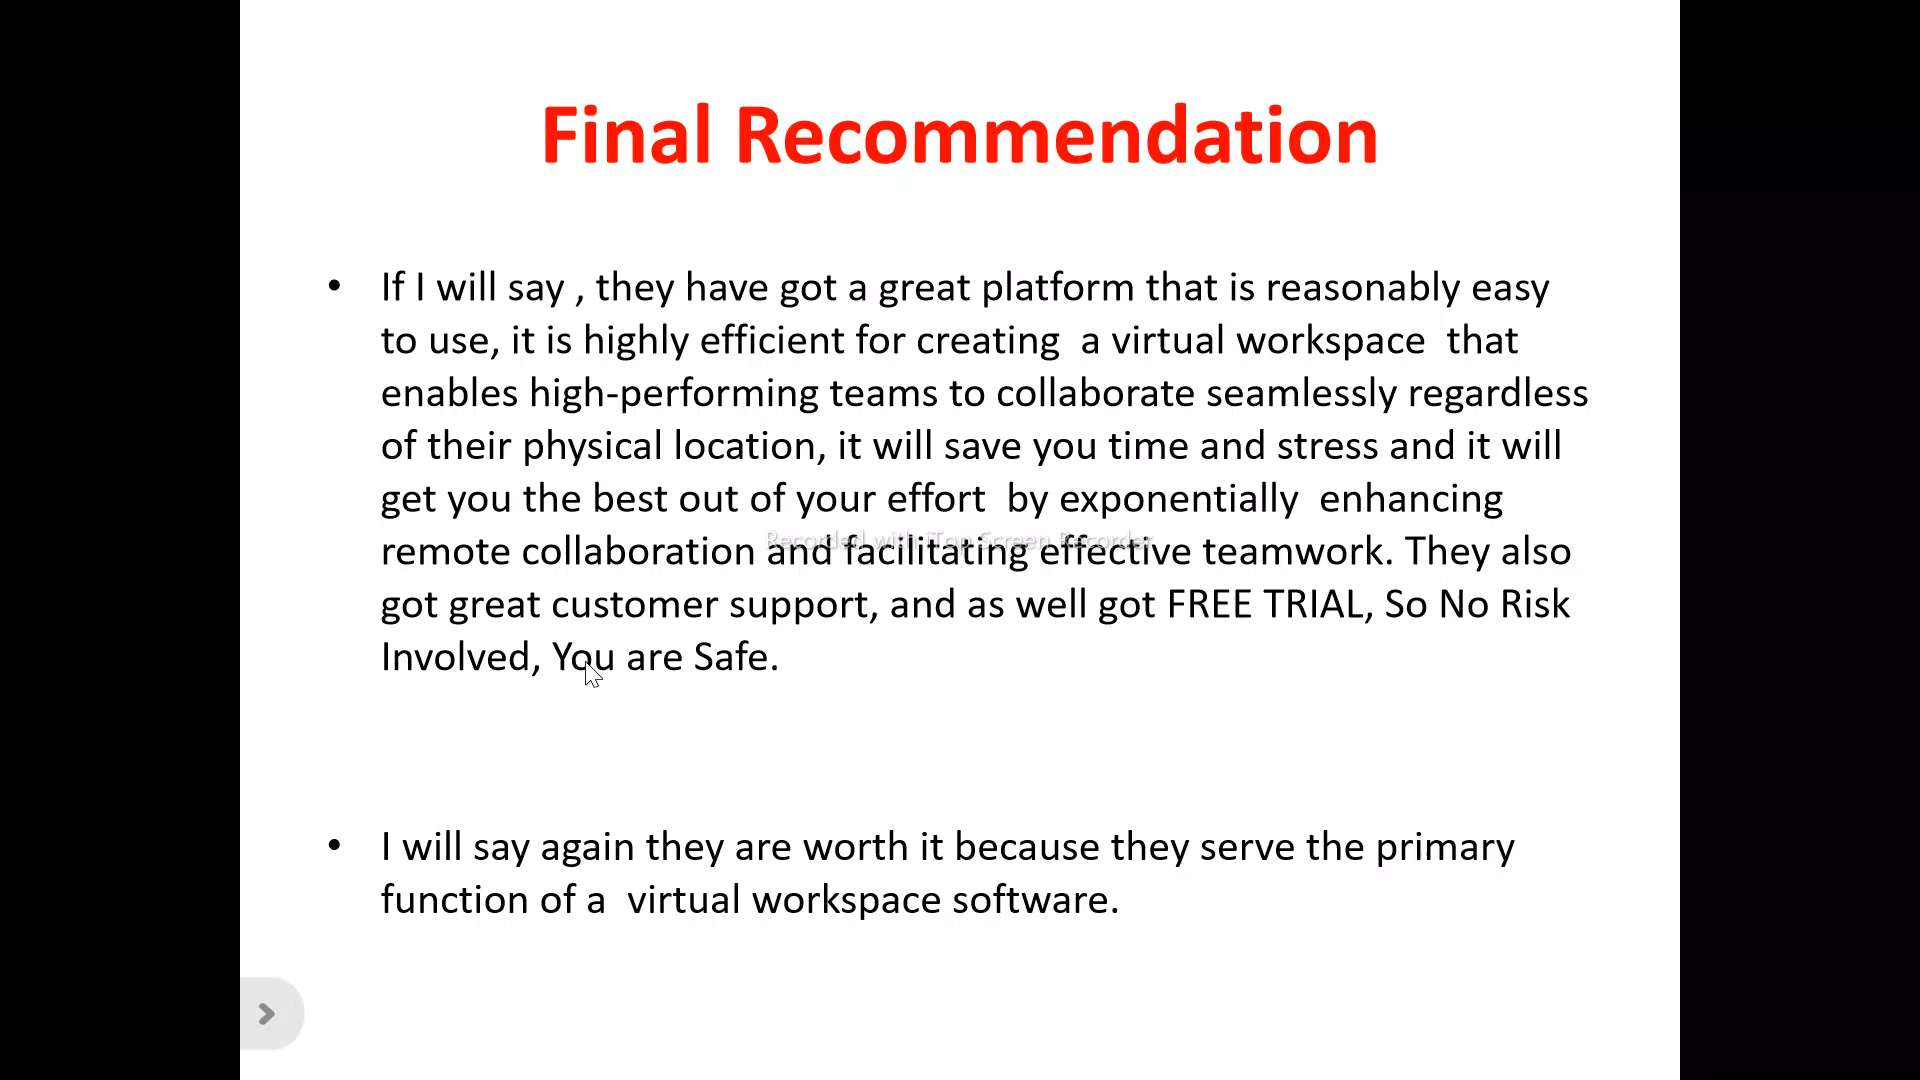 Final Recommendation
• If I will say , they have got a great platform that is reasonably easy
to use, it is highly efficient for creating  a virtual workspace  that
enables high-performing teams to collaborate seamlessly regardless
of their physical location, it will save you time and stress and it will
get you the best out of your effort  by exponentially  enhancing
Recorded with iTop Screen Recorder
remote collaboration and facilitating effective teamwork. They also
got great customer support, and as well got FREE TRIAL, So No Risk
Involved, You are Safe.
• I will say again they are worth it because they serve the primary
function of a  virtual workspace software.